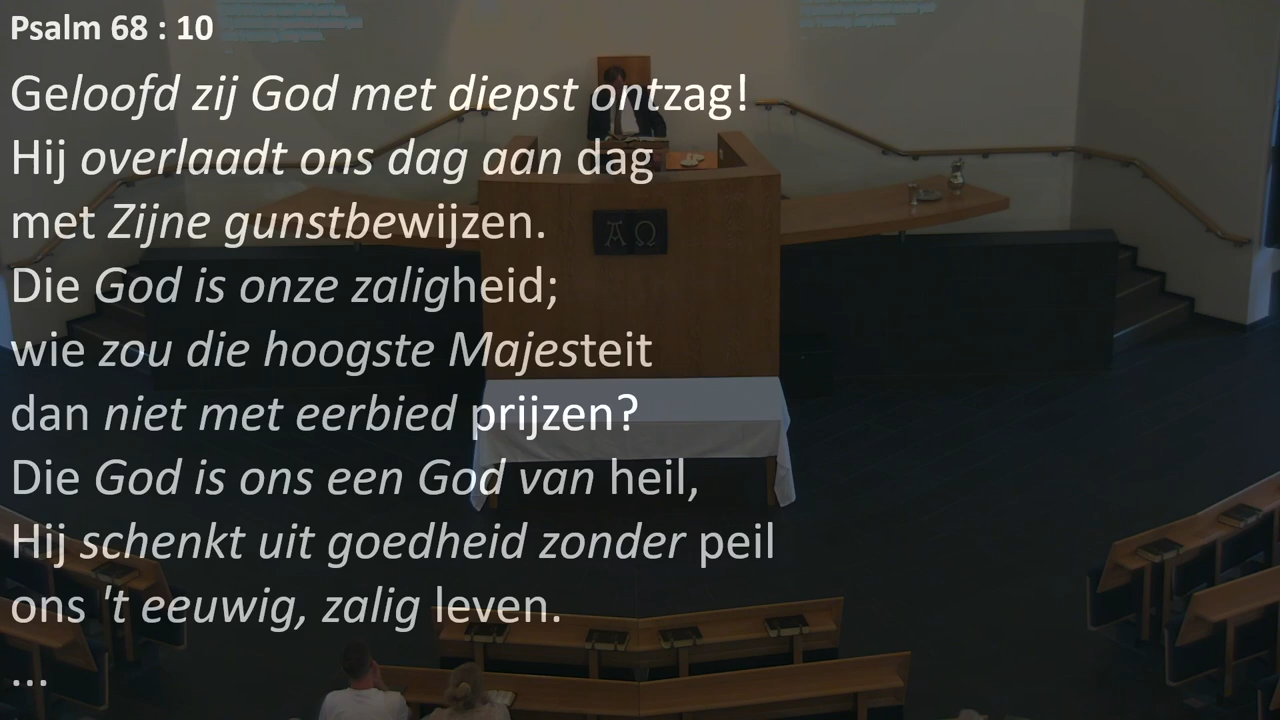 Psalm 68 : 10
Geloofd zij God met diepst ontzag!
Hij overlaadt ons dag aan dag
met Zijne gunstbewijzen.
Die God is onze zaligheid;
wie zou die hoogste Majesteit
dan niet met eerbied prijzen?
Die God is ons een God van heil,
Hij schenkt uit goedheid zonder peil
ons 't eeuwig, zalig leven.
...
ΑΩ